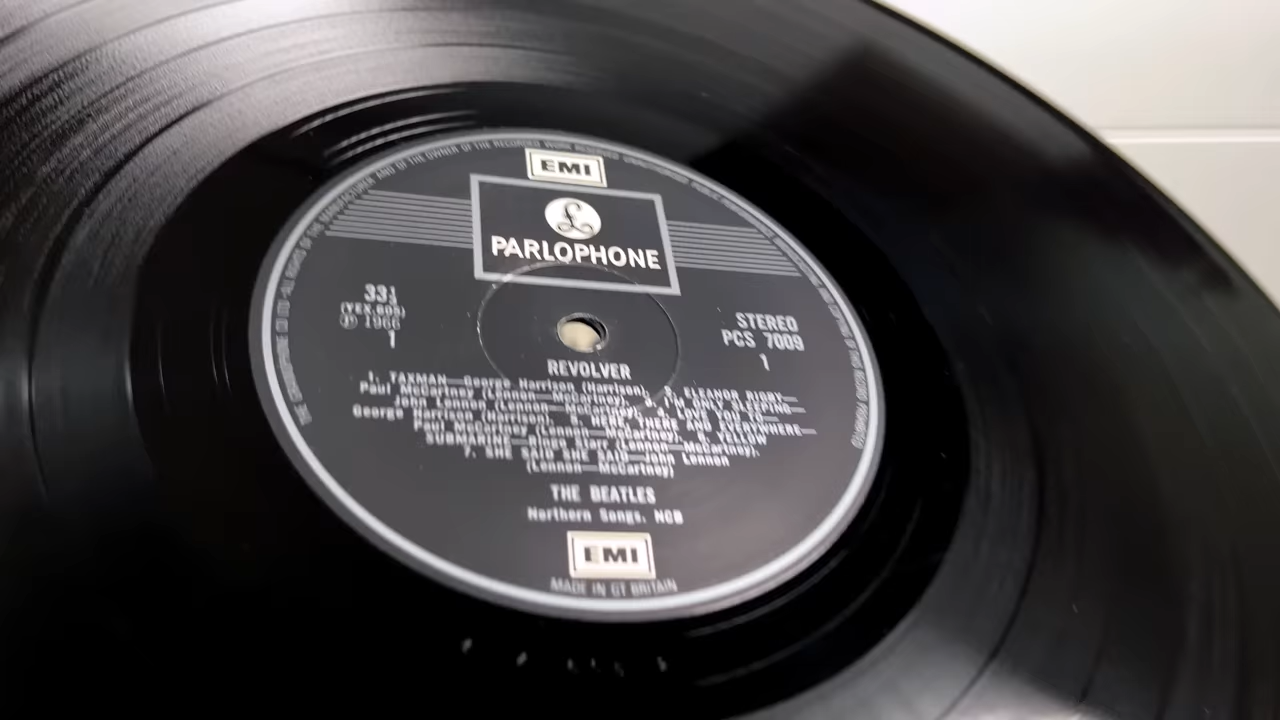 EMI
PARLOPHONE
33⅓
(YEX.605)
Ⓟ 1966
1
STEREO
PCS 7009
1
REVOLVER
1. TAXMAN—George Harrison (Harrison). 2. ELEANOR RIGBY—
Paul McCartney (Lennon—McCartney). 3. I'M ONLY SLEEPING—
John Lennon (Lennon—McCartney). 4. LOVE YOU TO—
George Harrison (Harrison). 5. HERE THERE AND EVERYWHERE—
Paul McCartney (Lennon—McCartney). 6. YELLOW
SUBMARINE—Ringo Starr (Lennon—McCartney).
7. SHE SAID SHE SAID—John Lennon
(Lennon—McCartney)
THE BEATLES
Northern Songs. NCB
EMI
MADE IN GT BRITAIN